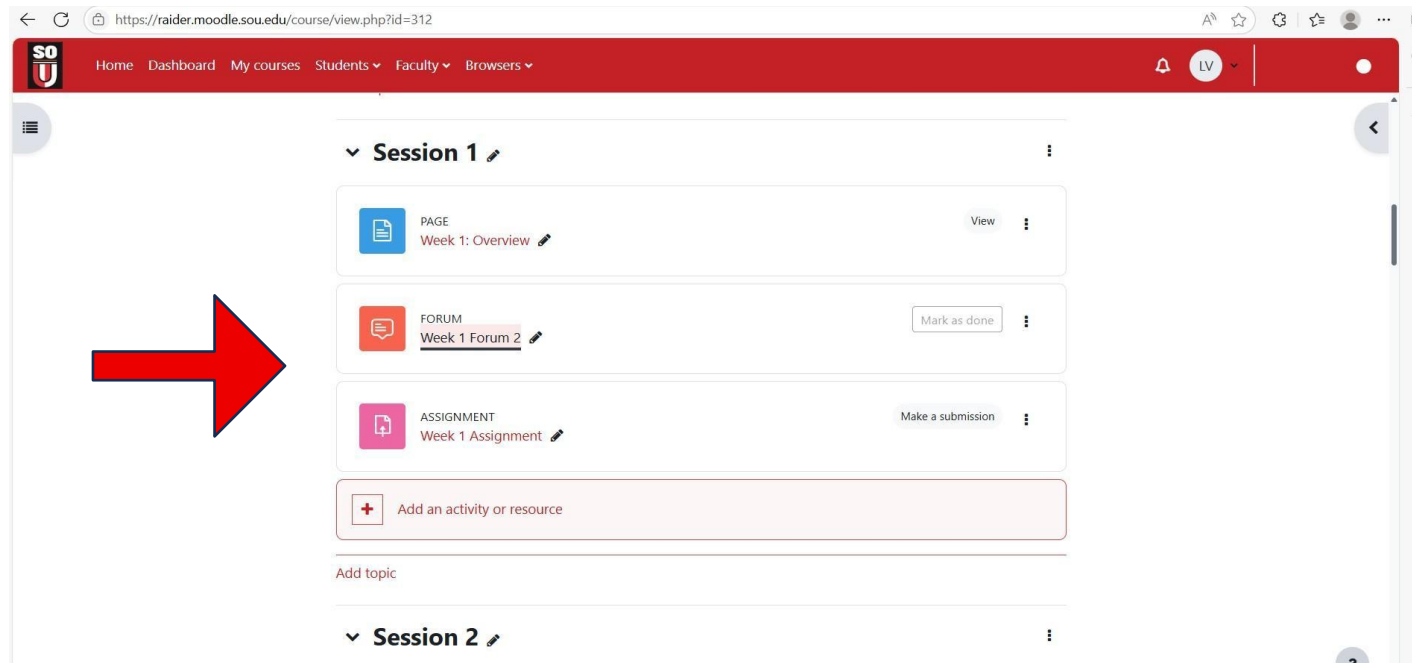 https://raider.moodle.sou.edu/course/view.php?id=312
SO
U
Home Dashboard My courses Students Faculty Browsers
LV
Session 1
PAGE
Week 1: Overview
View
FORUM
Week 1 Forum 2
Mark as done
ASSIGNMENT
Week 1 Assignment
Make a submission
Add an activity or resource
Add topic
Session 2